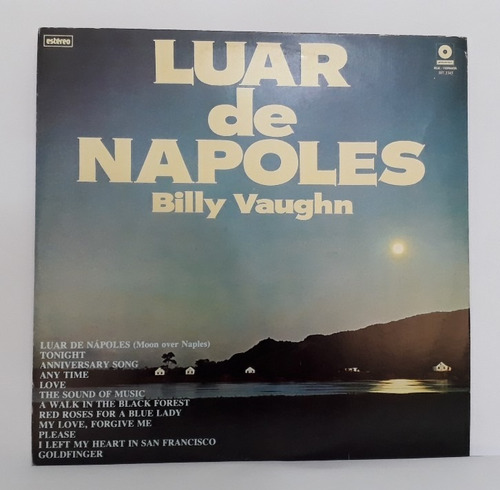 estéreo
LUAR
de
NAPOLES
Billy Vaughn
LUAR DE NÁPOLES (Moon over Naples)
TONIGHT
ANNIVERSARY SONG
ANY TIME
LOVE
THE SOUND OF MUSIC
A WALK IN THE BLACK FOREST
RED ROSES FOR A BLUE LADY
MY LOVE, FORGIVE ME
PLEASE
I LEFT MY HEART IN SAN FRANCISCO
GOLDFINGER